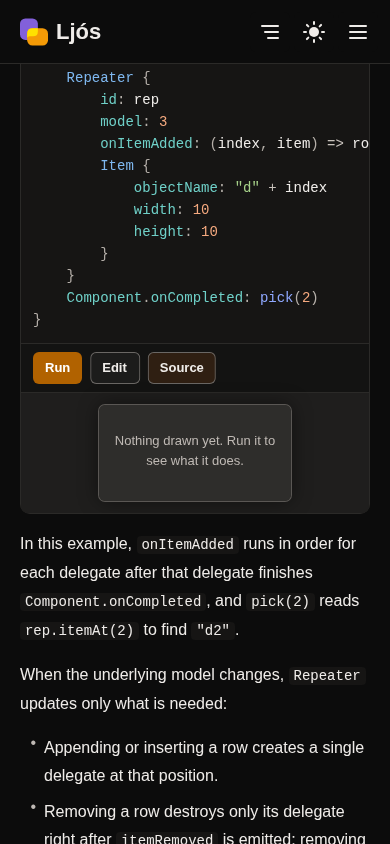 Ljós
Repeater {
id: rep
model: 3
onItemAdded: (index, item) => ro
Item {
objectName: "d" + index
width: 10
height: 10
}
}
Component.onCompleted: pick(2)
}
Run Edit Source
Nothing drawn yet. Run it to
see what it does.
In this example, onItemAdded runs in order for
each delegate after that delegate finishes
Component.onCompleted, and pick(2) reads
rep.itemAt(2) to find "d2".
When the underlying model changes, Repeater
updates only what is needed:
• Appending or inserting a row creates a single
delegate at that position.
• Removing a row destroys only its delegate
right after itemRemoved is emitted; removing